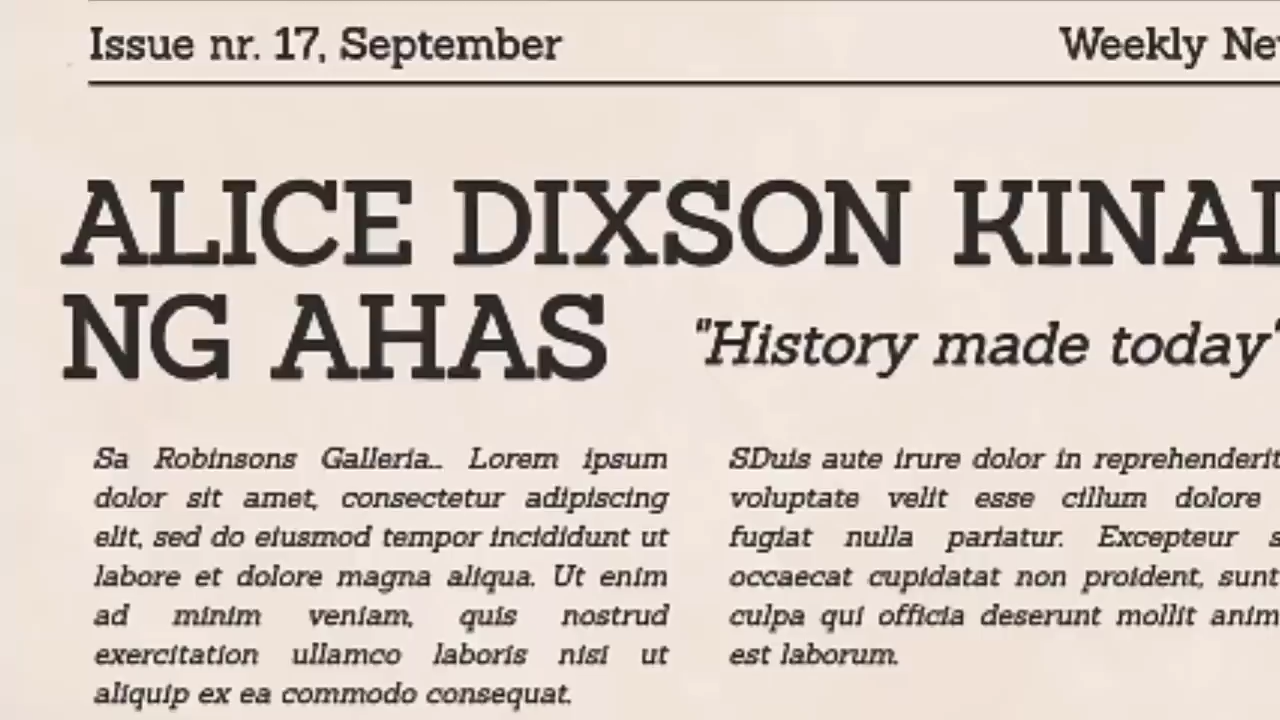 Issue nr. 17, September
Weekly Ne
ALICE DIXSON KINAI
NG AHAS
"History made today"
Sa Robinsons Galleria... Lorem ipsum
dolor sit amet, consectetur adipiscing
elit, sed do eiusmod tempor incididunt ut
labore et dolore magna aliqua. Ut enim
ad minim veniam, quis nostrud
exercitation ullamco laboris nisi ut
aliquip ex ea commodo consequat.
SDuis aute irure dolor in reprehenderit
voluptate velit esse cillum dolore
fugiat nulla pariatur. Excepteur s
occaecat cupidatat non proident, sunt
culpa qui officia deserunt mollit anim
est laborum.